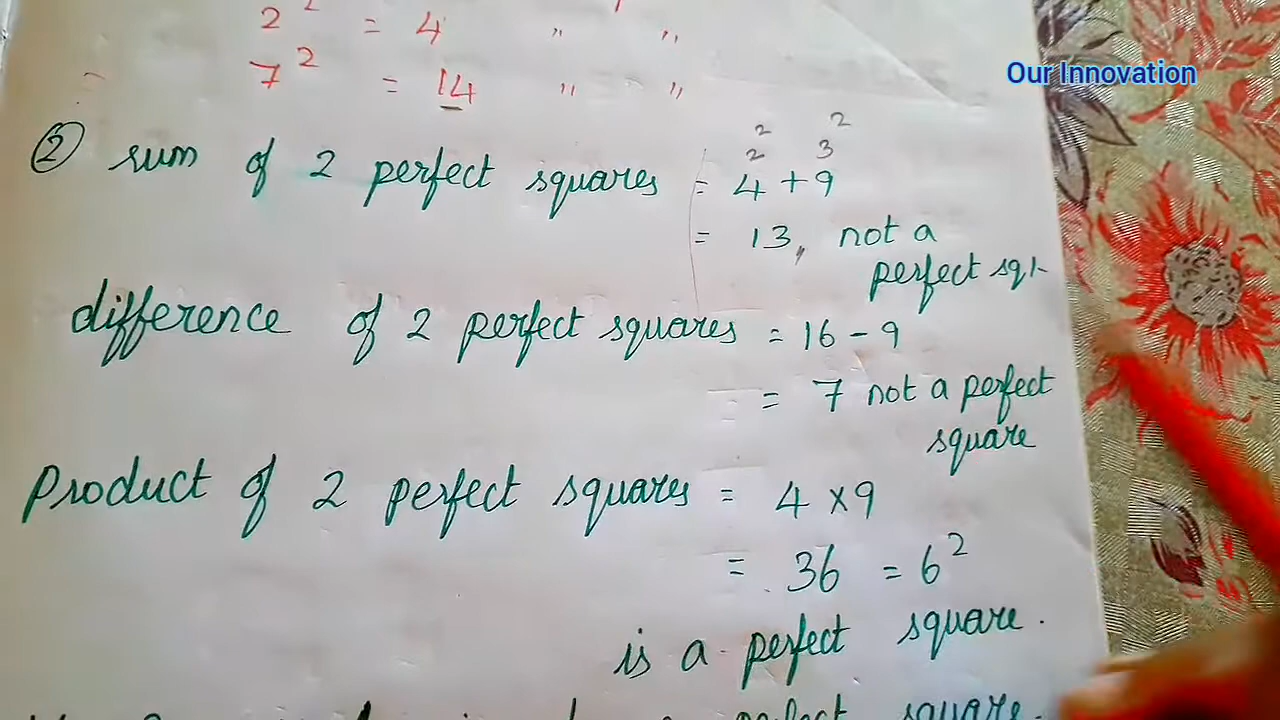 2² = 4 " "
7² = 14 " "
Our Innovation
② sum of 2 perfect squares = 4 + 9
2² 3²
= 13, not a
perfect sq
difference of 2 perfect squares = 16 - 9
= 7 not a perfect
square
Product of 2 perfect squares = 4 × 9
= 36 = 6²
is a perfect square.
perfect square.